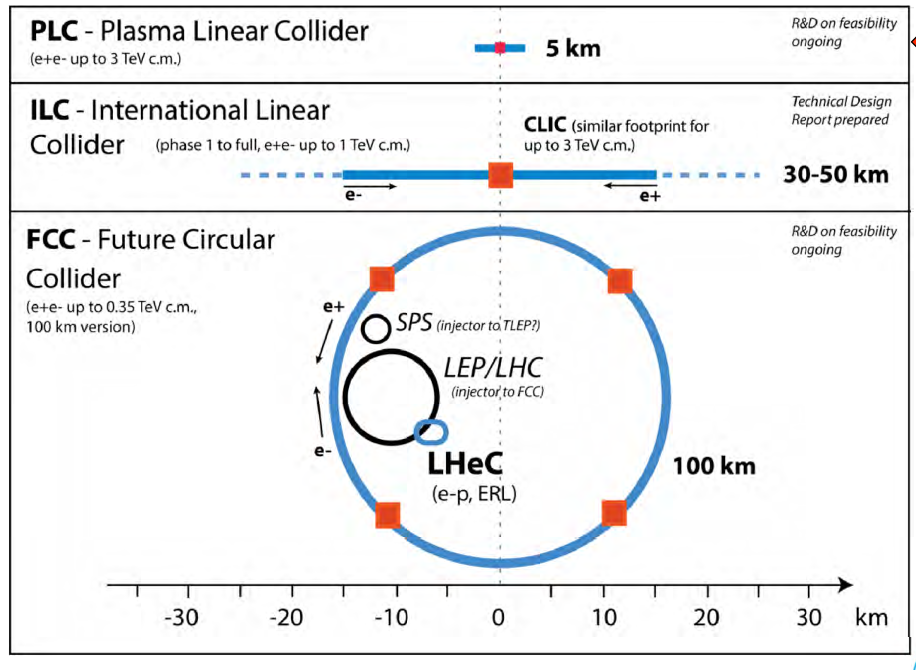 PLC - Plasma Linear Collider
(e+e- up to 3 TeV c.m.)
5 km
R&D on feasibility
ongoing
ILC - International Linear
Collider (phase 1 to full, e+e- up to 1 TeV c.m.)
CLIC (similar footprint for
up to 3 TeV c.m.)
Technical Design
Report prepared
30-50 km
e-
e+
FCC - Future Circular
Collider
(e+e- up to 0.35 TeV c.m.,
100 km version)
R&D on feasibility
ongoing
e+
SPS (injector to TLEP?)
LEP/LHC
(injector to FCC)
e-
LHeC
(e-p, ERL)
100 km
-30 -20 -10 0 10 20 30 km